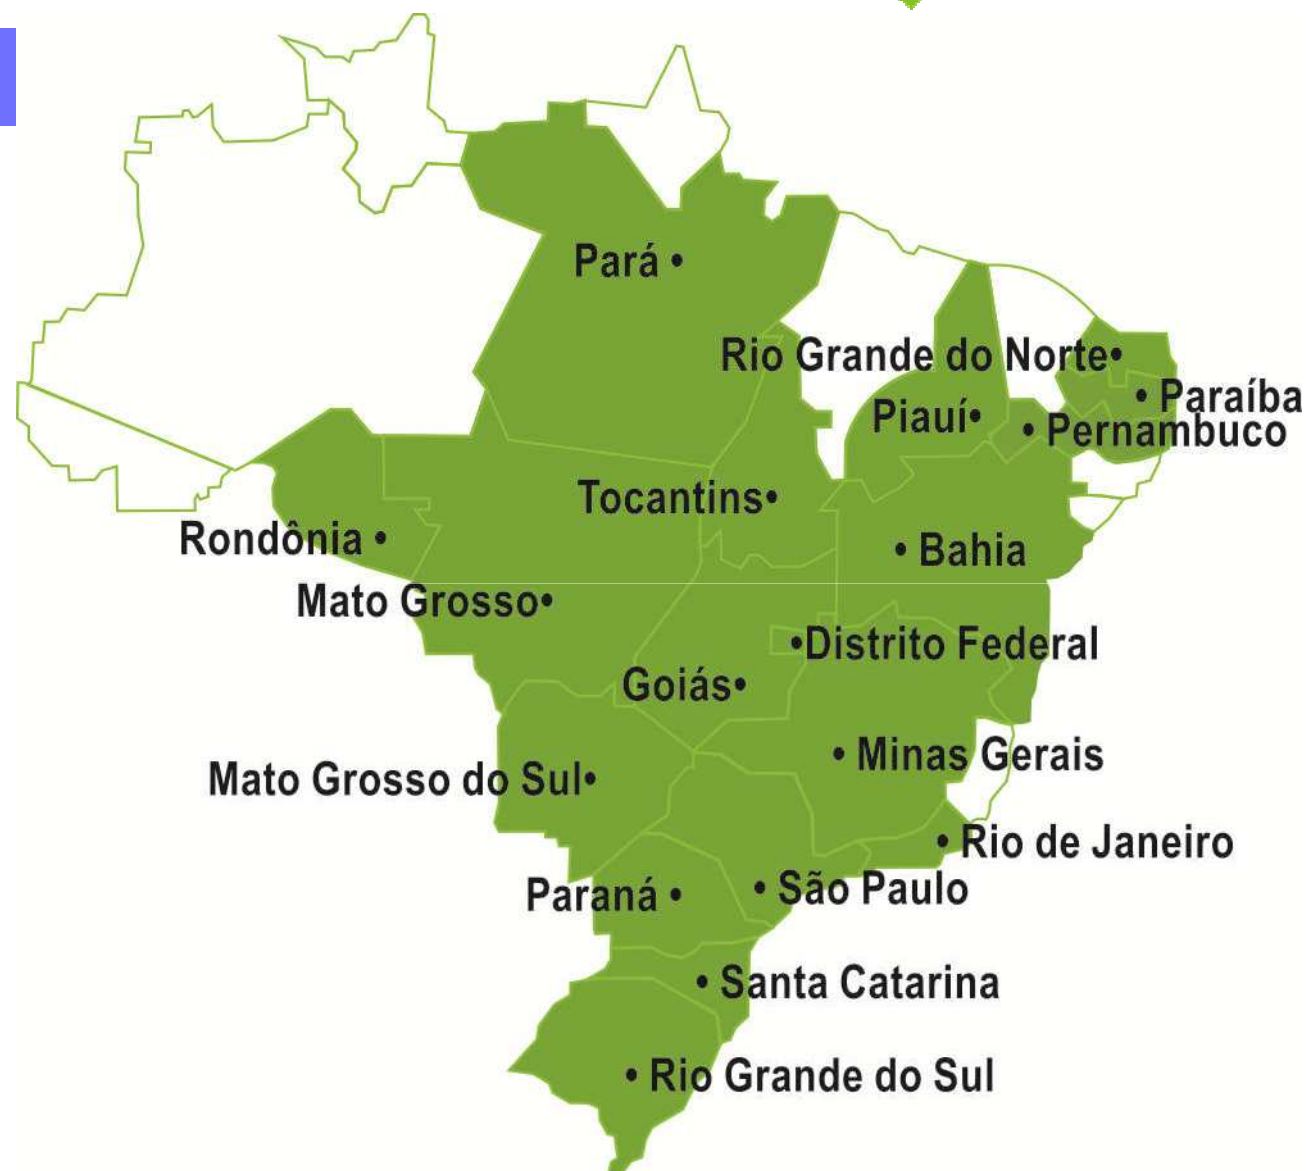 Pará
Rio Grande do Norte
Paraíba
Piauí
Pernambuco
Tocantins
Rondônia
Bahia
Mato Grosso
Distrito Federal
Goiás
Minas Gerais
Mato Grosso do Sul
Rio de Janeiro
São Paulo
Paraná
Santa Catarina
Rio Grande do Sul